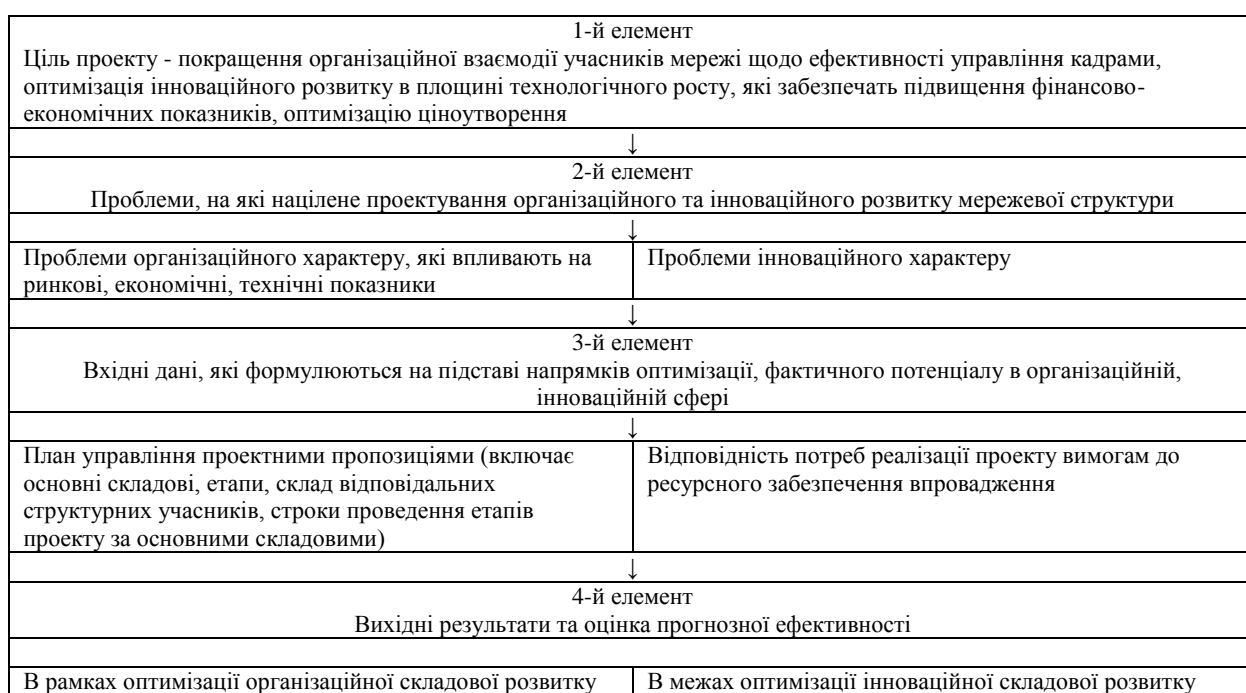 1-й елемент
Ціль проекту - покращення організаційної взаємодії учасників мережі щодо ефективності управління кадрами,
оптимізація інноваційного розвитку в площині технологічного росту, які забезпечать підвищення фінансово-
економічних показників, оптимізацію ціноутворення
↓
2-й елемент
Проблеми, на які націлене проектування організаційного та інноваційного розвитку мережевої структури
↓
Проблеми організаційного характеру, які впливають на
ринкові, економічні, технічні показники
Проблеми інноваційного характеру
↓
3-й елемент
Вхідні дані, які формулюються на підставі напрямків оптимізації, фактичного потенціалу в організаційній,
інноваційній сфері
↓
План управління проектними пропозиціями (включає
основні складові, етапи, склад відповідальних
структурних учасників, строки проведення етапів
проекту за основними складовими)
Відповідність потреб реалізації проекту вимогам до
ресурсного забезпечення впровадження
↓
4-й елемент
Вихідні результати та оцінка прогнозної ефективності
В рамках оптимізації організаційної складової розвитку
В межах оптимізації інноваційної складової розвитку